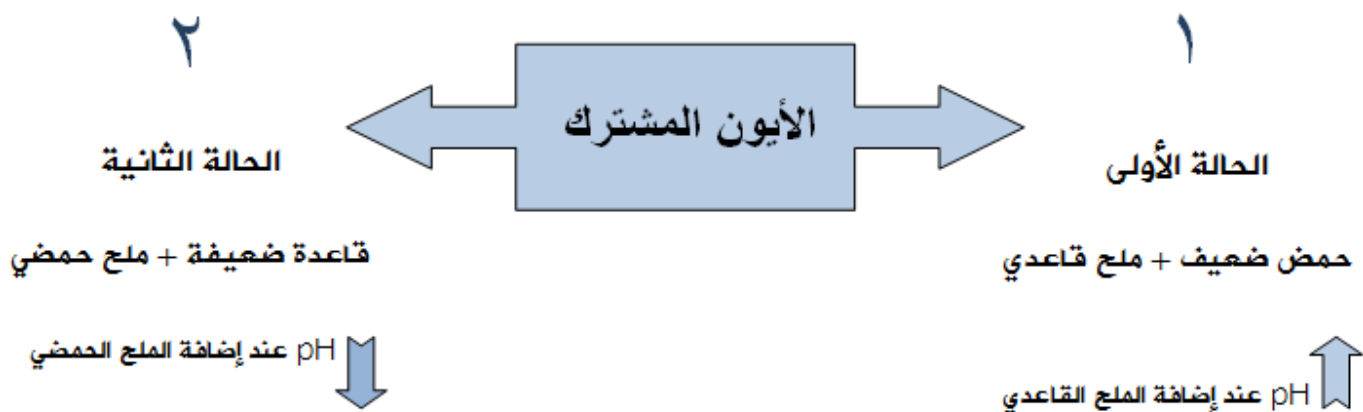 الأيون المشترك
١
الحالة الأولى
حمض ضعيف + ملح قاعدي
pH عند إضافة الملح القاعدي
٢
الحالة الثانية
قاعدة ضعيفة + ملح حمضي
pH عند إضافة الملح الحمضي